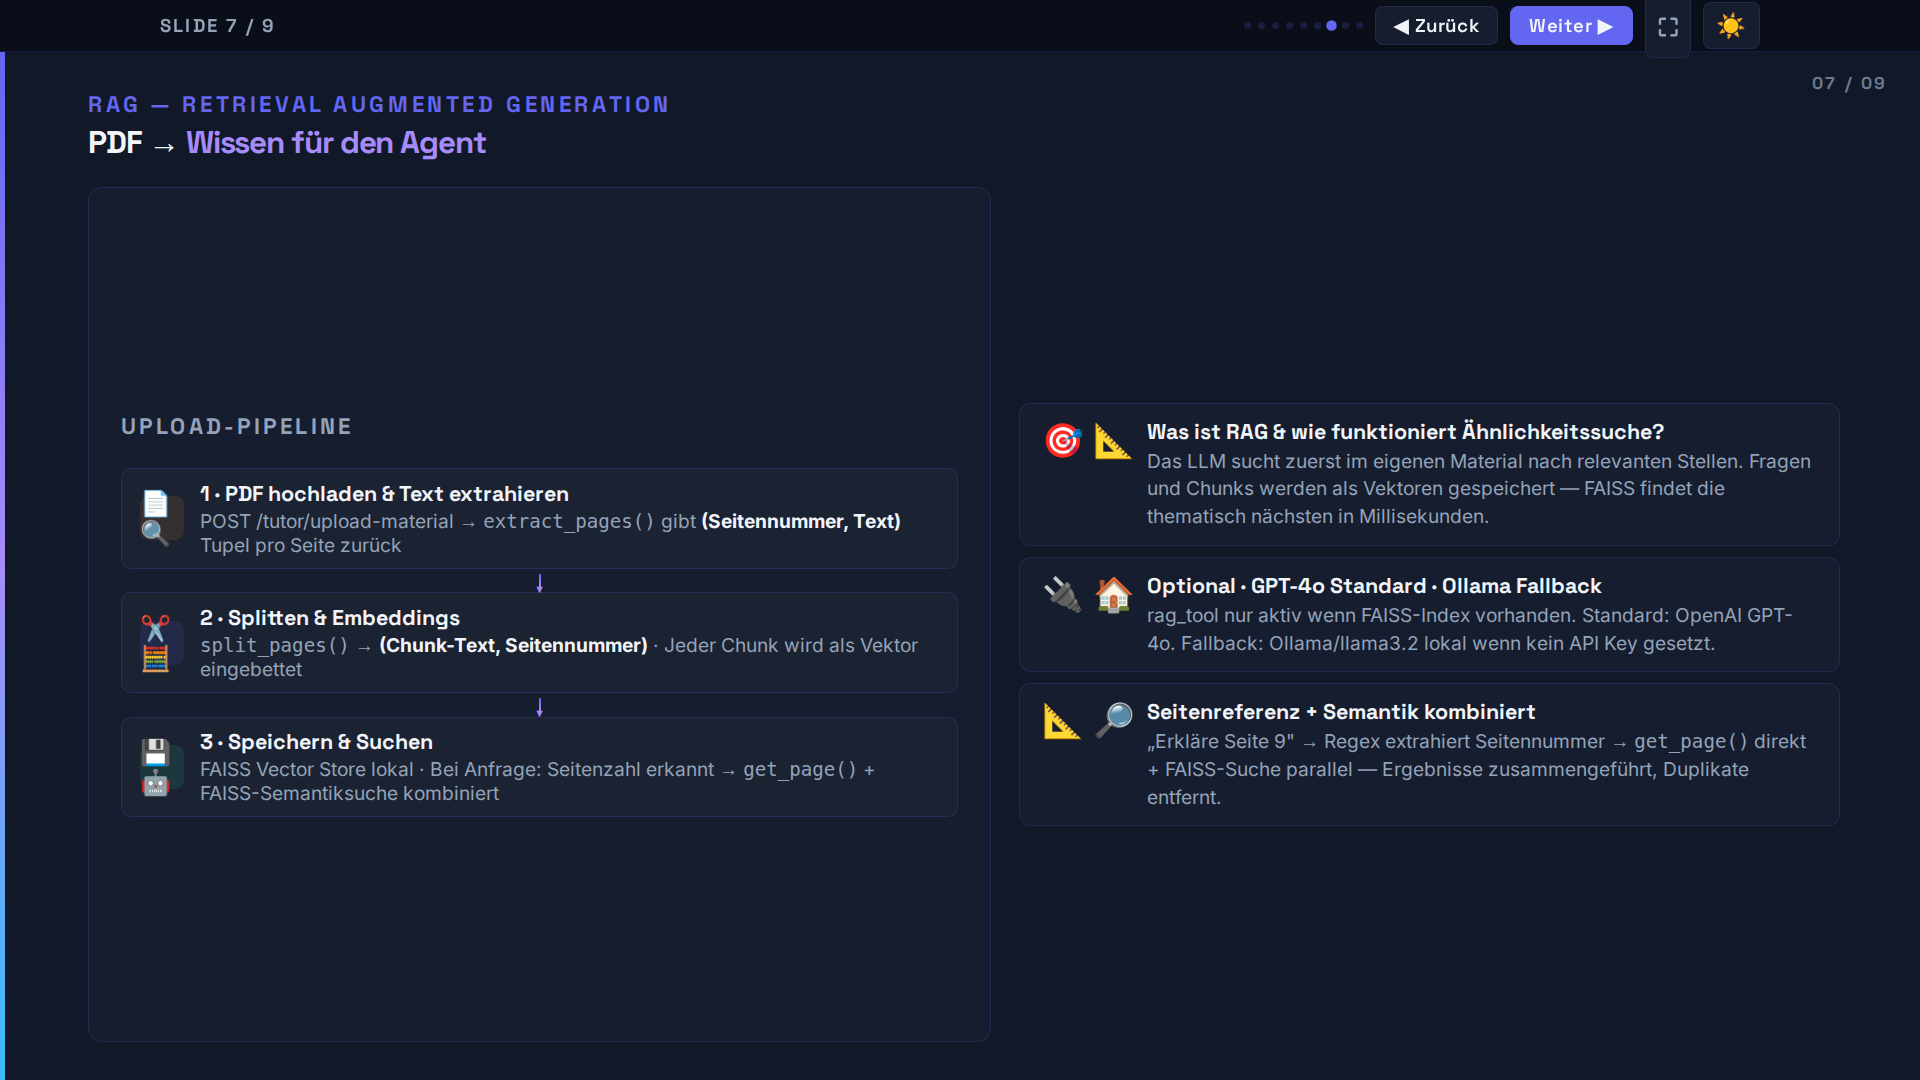 SLIDE 7 / 9
◀ Zurück
Weiter ▶
07 / 09
RAG — RETRIEVAL AUGMENTED GENERATION
PDF → Wissen für den Agent
UPLOAD-PIPELINE
1 · PDF hochladen & Text extrahieren
POST /tutor/upload-material → extract_pages() gibt (Seitennummer, Text)
Tupel pro Seite zurück
↓
2 · Splitten & Embeddings
split_pages() → (Chunk-Text, Seitennummer) · Jeder Chunk wird als Vektor
eingebettet
↓
3 · Speichern & Suchen
FAISS Vector Store lokal · Bei Anfrage: Seitenzahl erkannt → get_page() +
FAISS-Semantiksuche kombiniert
Was ist RAG & wie funktioniert Ähnlichkeitssuche?
Das LLM sucht zuerst im eigenen Material nach relevanten Stellen. Fragen
und Chunks werden als Vektoren gespeichert — FAISS findet die
thematisch nächsten in Millisekunden.
Optional · GPT-4o Standard · Ollama Fallback
rag_tool nur aktiv wenn FAISS-Index vorhanden. Standard: OpenAI GPT-
4o. Fallback: Ollama/llama3.2 lokal wenn kein API Key gesetzt.
Seitenreferenz + Semantik kombiniert
„Erkläre Seite 9" → Regex extrahiert Seitennummer → get_page() direkt
+ FAISS-Suche parallel — Ergebnisse zusammengeführt, Duplikate
entfernt.